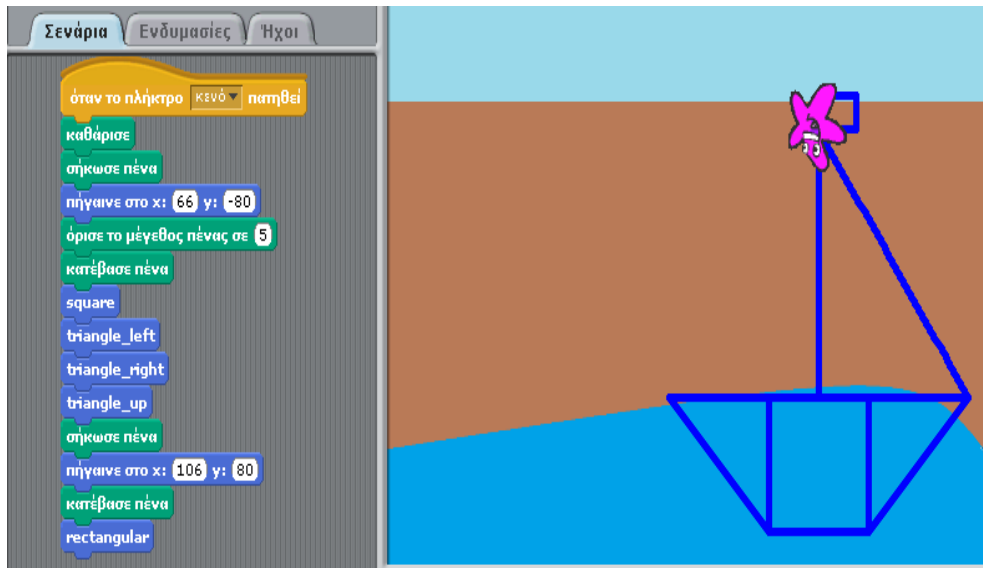 Σενάρια Ενδυμασίες Ήχοι
όταν το πλήκτρο κενό πατηθεί
καθάρισε
σήκωσε πένα
πήγαινε στο x: 66 y: -80
όρισε το μέγεθος πένας σε 5
κατέβασε πένα
square
triangle_left
triangle_right
triangle_up
σήκωσε πένα
πήγαινε στο x: 106 y: 80
κατέβασε πένα
rectangular